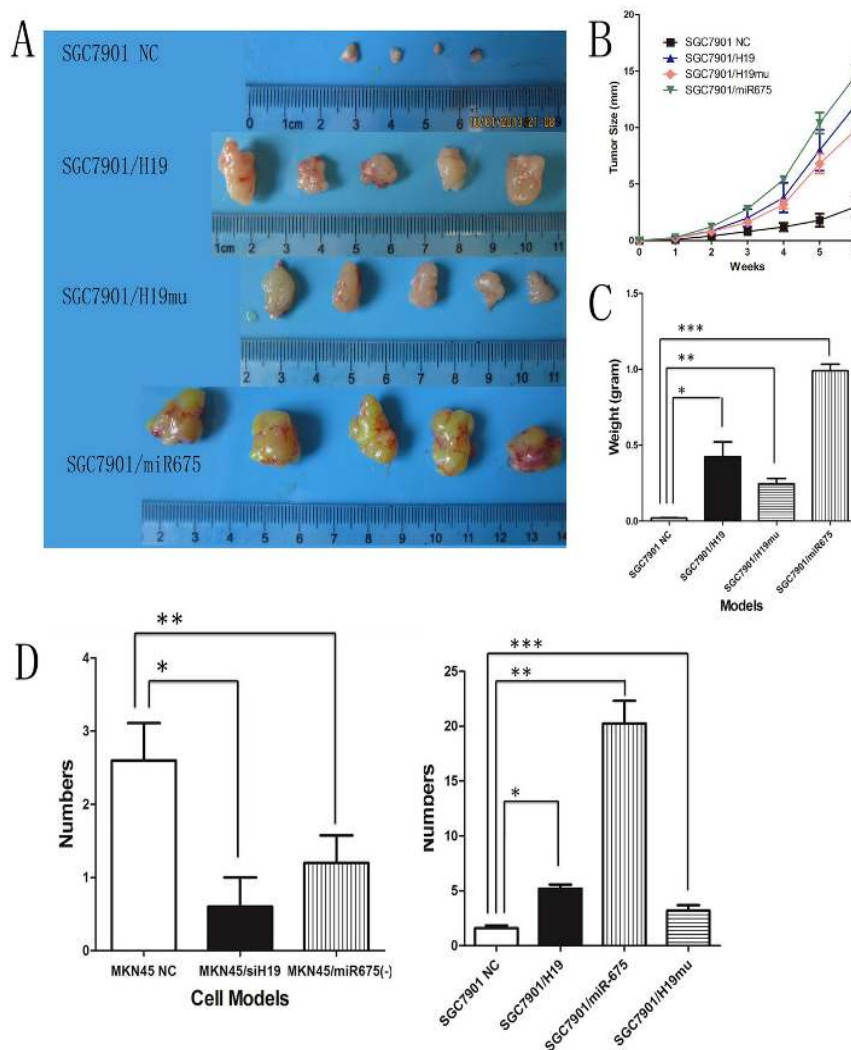 A
SGC7901 NC
0 1cm 2 3 4 5 6
SGC7901/H19
1cm 2 3 4 5 6 7 8 9 10 11
SGC7901/H19mu
2 3 4 5 6 7 8 9 10 11
SGC7901/miR675
2 3 4 5 6 7 8 9 10 11 12 13 14
B
SGC7901 NC
SGC7901/H19
SGC7901/H19mu
SGC7901/miR675
Tumor Size (mm)
20
15
10
5
0
0 1 2 3 4 5
Weeks
C
***
**
*
Weight (gram)
1.5
1.0
0.5
0.0
SGC7901 NC
SGC7901/H19
SGC7901/H19mu
SGC7901/miR675
Models
D
**
*
Numbers
4
3
2
1
0
MKN45 NC MKN45/siH19 MKN45/miR675(-)
Cell Models
***
**
*
Numbers
25
20
15
10
5
0
SGC7901 NC
SGC7901/H19
SGC7901/miR-675
SGC7901/H19mu